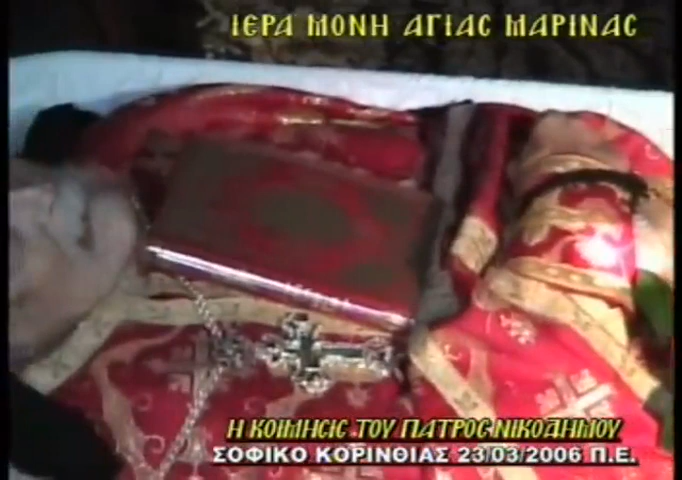 ΙΕΡΑ ΜΟΝΗ ΑΓΙΑΣ ΜΑΡΙΝΑΣ
Η ΚΟΙΜΗΣΙΣ ΤΟΥ ΠΑΤΡΟΣ ΝΙΚΟΔΗΜΟΥ
ΣΟΦΙΚΟ ΚΟΡΙΝΘΙΑΣ 23/03/2006 Π.Ε.